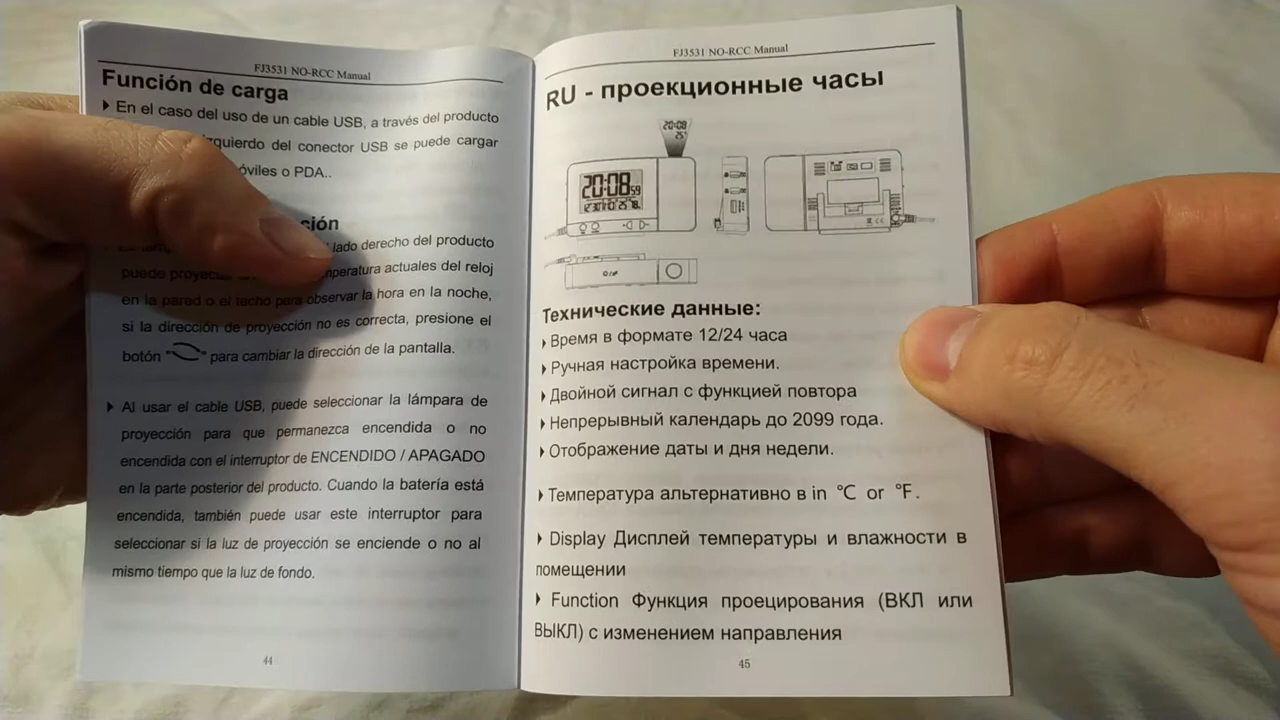 FJ3531 NO-RCC Manual
Función de carga
En el caso del uso de un cable USB, a través del producto
izquierdo del conector USB se puede cargar
óviles o PDA..
ción
lado derecho del producto
puede actuales del reloj
en la pared o el techo para observar la hora en la noche,
si la dirección de proyección no es correcta, presione el
botón " " para cambiar la dirección de la pantalla.
Al usar el cable USB, puede seleccionar la lámpara de
proyección para que permanezca encendida o no
encendida con el interruptor de ENCENDIDO / APAGADO
en la parte posterior del producto. Cuando la batería está
encendida, también puede usar este interruptor para
seleccionar si la luz de proyección se enciende o no al
mismo tiempo que la luz de fondo.
44
FJ3531 NO-RCC Manual
RU - проекционные часы
20:08
25°
20:08 59
Технические данные:
Время в формате 12/24 часа
Ручная настройка времени.
Двойной сигнал с функцией повтора
Непрерывный календарь до 2099 года.
Отображение даты и дня недели.
Температура альтернативно в in ℃ or ℉.
Display Дисплей температуры и влажности в
помещении
Function Функция проецирования (ВКЛ или
ВЫКЛ) с изменением направления
45